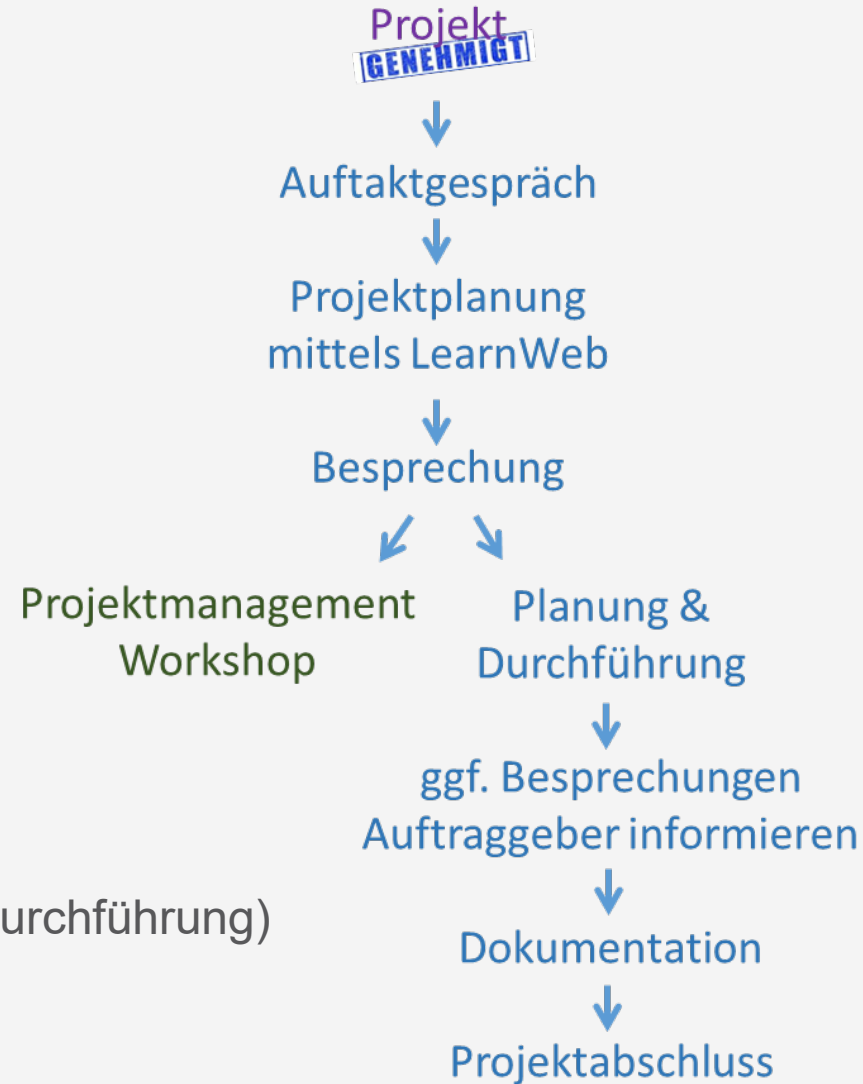 Projekt
GENEHMIGT
Auftaktgespräch
Projektplanung
mittels LearnWeb
Besprechung
Projektmanagement
Workshop
Planung &
Durchführung
ggf. Besprechungen
Auftraggeber informieren
urchführung)
Dokumentation
Projektabschluss